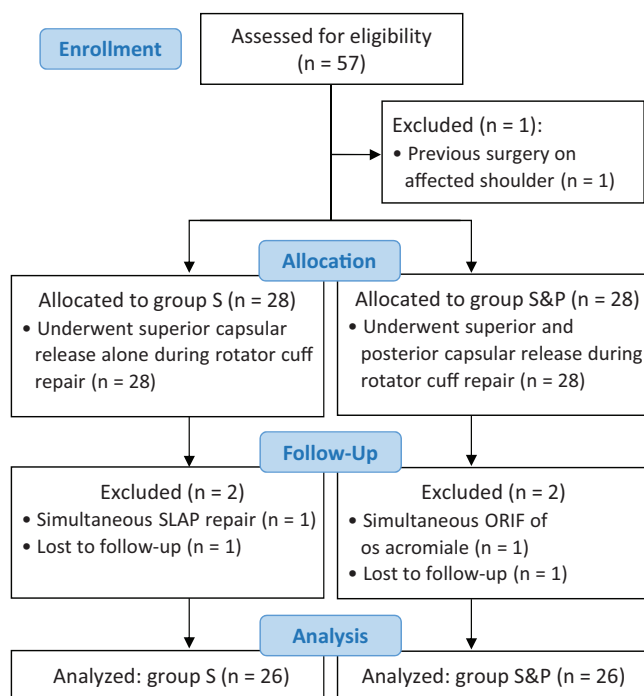 Enrollment
Assessed for eligibility
(n = 57)
Excluded (n = 1):
• Previous surgery on
affected shoulder (n = 1)
Allocation
Allocated to group S (n = 28)
• Underwent superior capsular
release alone during rotator cuff
repair (n = 28)
Allocated to group S&P (n = 28)
• Underwent superior and
posterior capsular release during
rotator cuff repair (n = 28)
Follow-Up
Excluded (n = 2)
• Simultaneous SLAP repair (n = 1)
• Lost to follow-up (n = 1)
Excluded (n = 2)
• Simultaneous ORIF of
os acromiale (n = 1)
• Lost to follow-up (n = 1)
Analysis
Analyzed: group S (n = 26)
Analyzed: group S&P (n = 26)